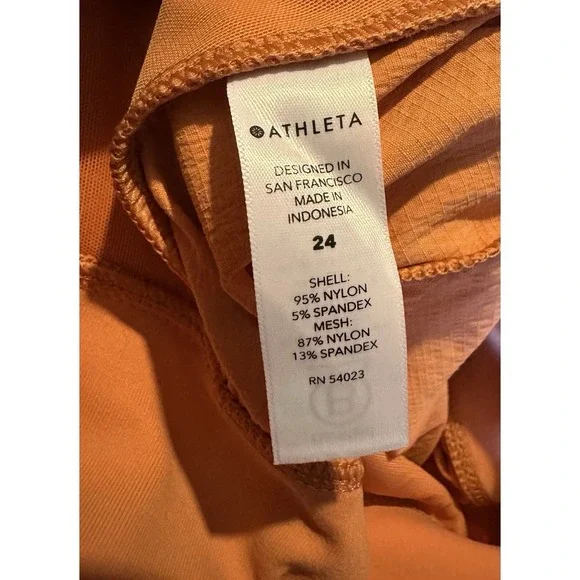 ATHLETA
DESIGNED IN
SAN FRANCISCO
MADE IN
INDONESIA
24
SHELL:
95% NYLON
5% SPANDEX
MESH:
87% NYLON
13% SPANDEX
RN 54023